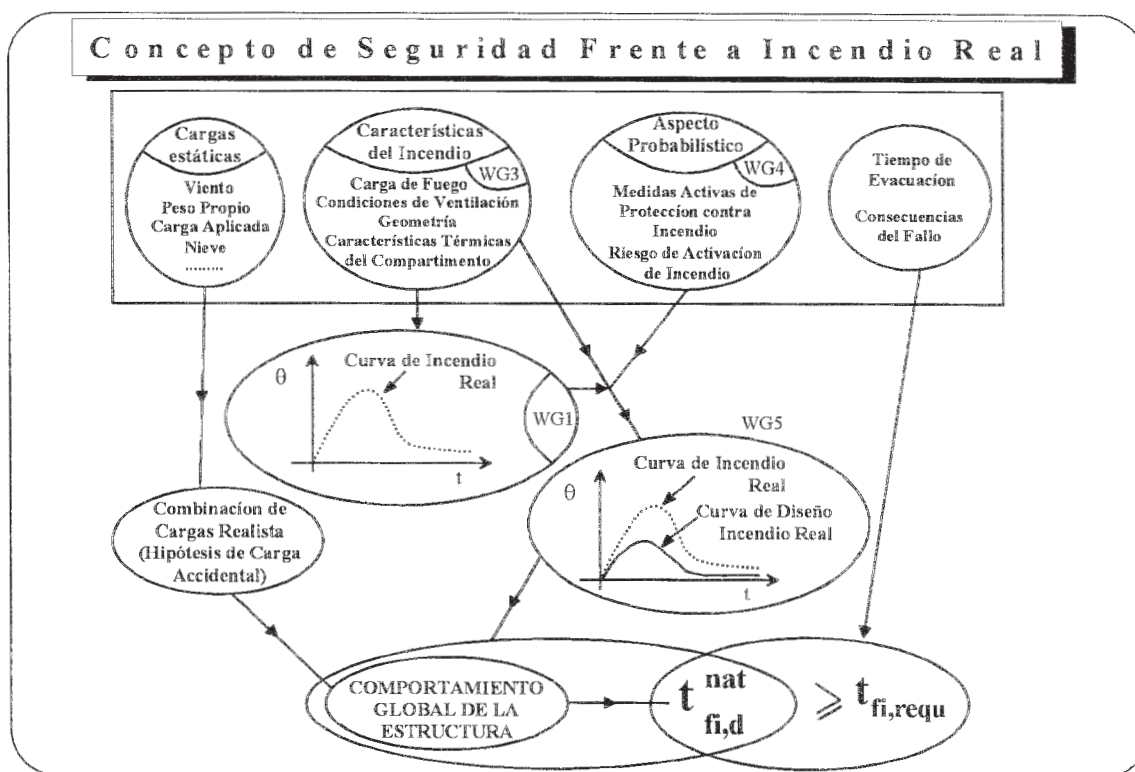 Concepto de Seguridad Frente a Incendio Real
Cargas
estáticas
Viento
Peso Propio
Carga Aplicada
Nieve
.........
Características
del Incendio
WG3
Carga de Fuego
Condiciones de Ventilación
Geometría
Características Térmicas
del Compartimento
Aspecto
Probabilístico
WG4
Medidas Activas de
Proteccion contra
Incendio
Riesgo de Activacíon
de Incendio
Tiempo de
Evacuacíon
Consecuencias
del Fallo
Curva de Incendio
Real
θ
t
WG1
WG5
Curva de Incendio
Real
θ
Curva de Diseño
Incendio Real
t
Combinacíon de
Cargas Realista
(Hipótesis de Carga
Accidental)
COMPORTAMIENTO
GLOBAL DE LA
ESTRUCTURA
t nat fi,d ⩾ t fi,requ